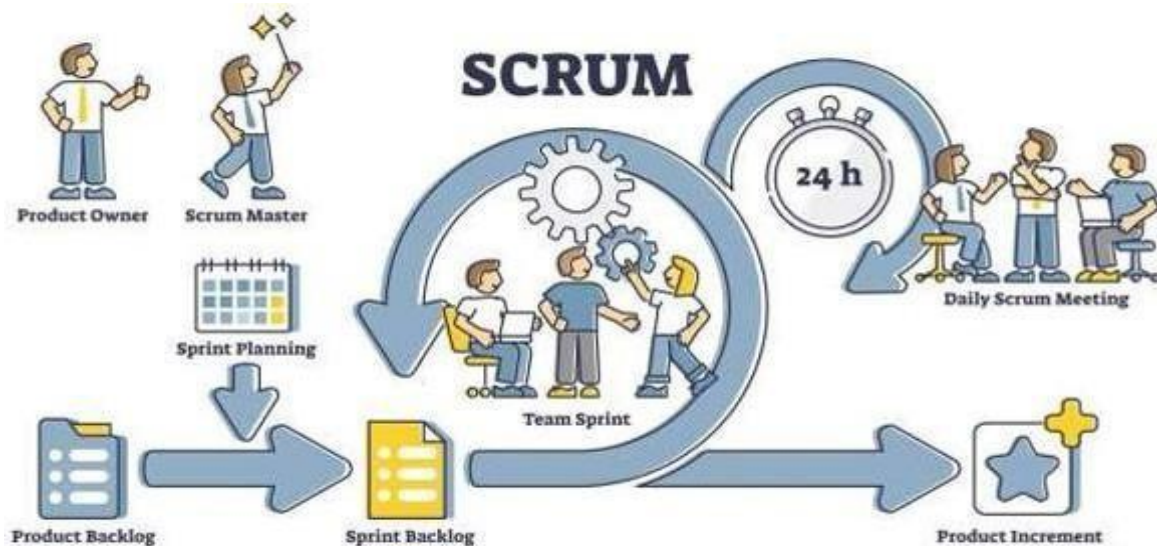 SCRUM
Product Owner
Scrum Master
24 h
Daily Scrum Meeting
Sprint Planning
Team Sprint
Product Backlog
Sprint Backlog
Product Increment